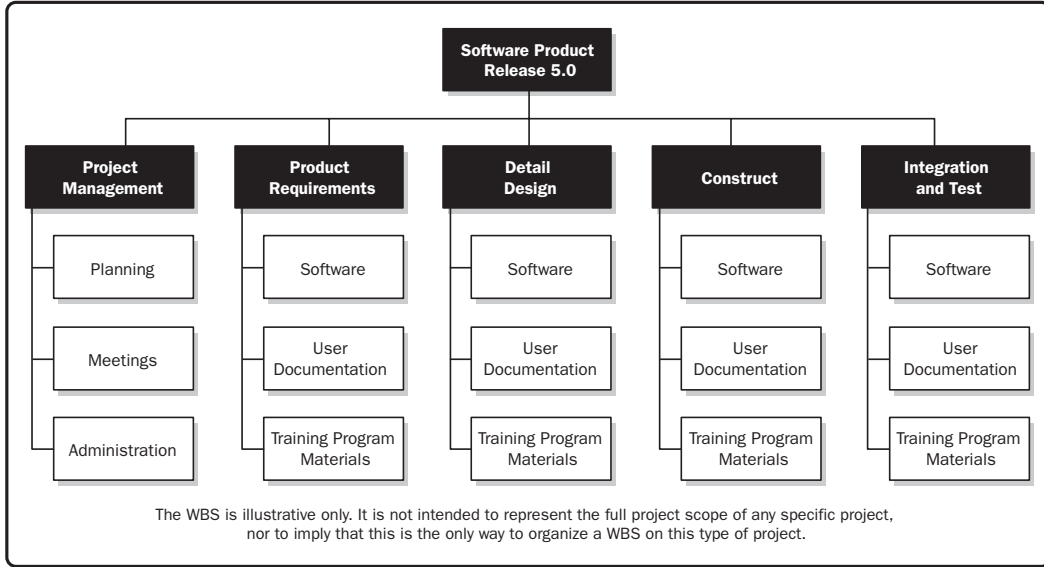 Software Product
Release 5.0
Project
Management
Product
Requirements
Detail
Design
Construct
Integration
and Test
Planning
Software
Software
Software
Software
Meetings
User
Documentation
User
Documentation
User
Documentation
User
Documentation
Administration
Training Program
Materials
Training Program
Materials
Training Program
Materials
Training Program
Materials
The WBS is illustrative only. It is not intended to represent the full project scope of any specific project,
nor to imply that this is the only way to organize a WBS on this type of project.